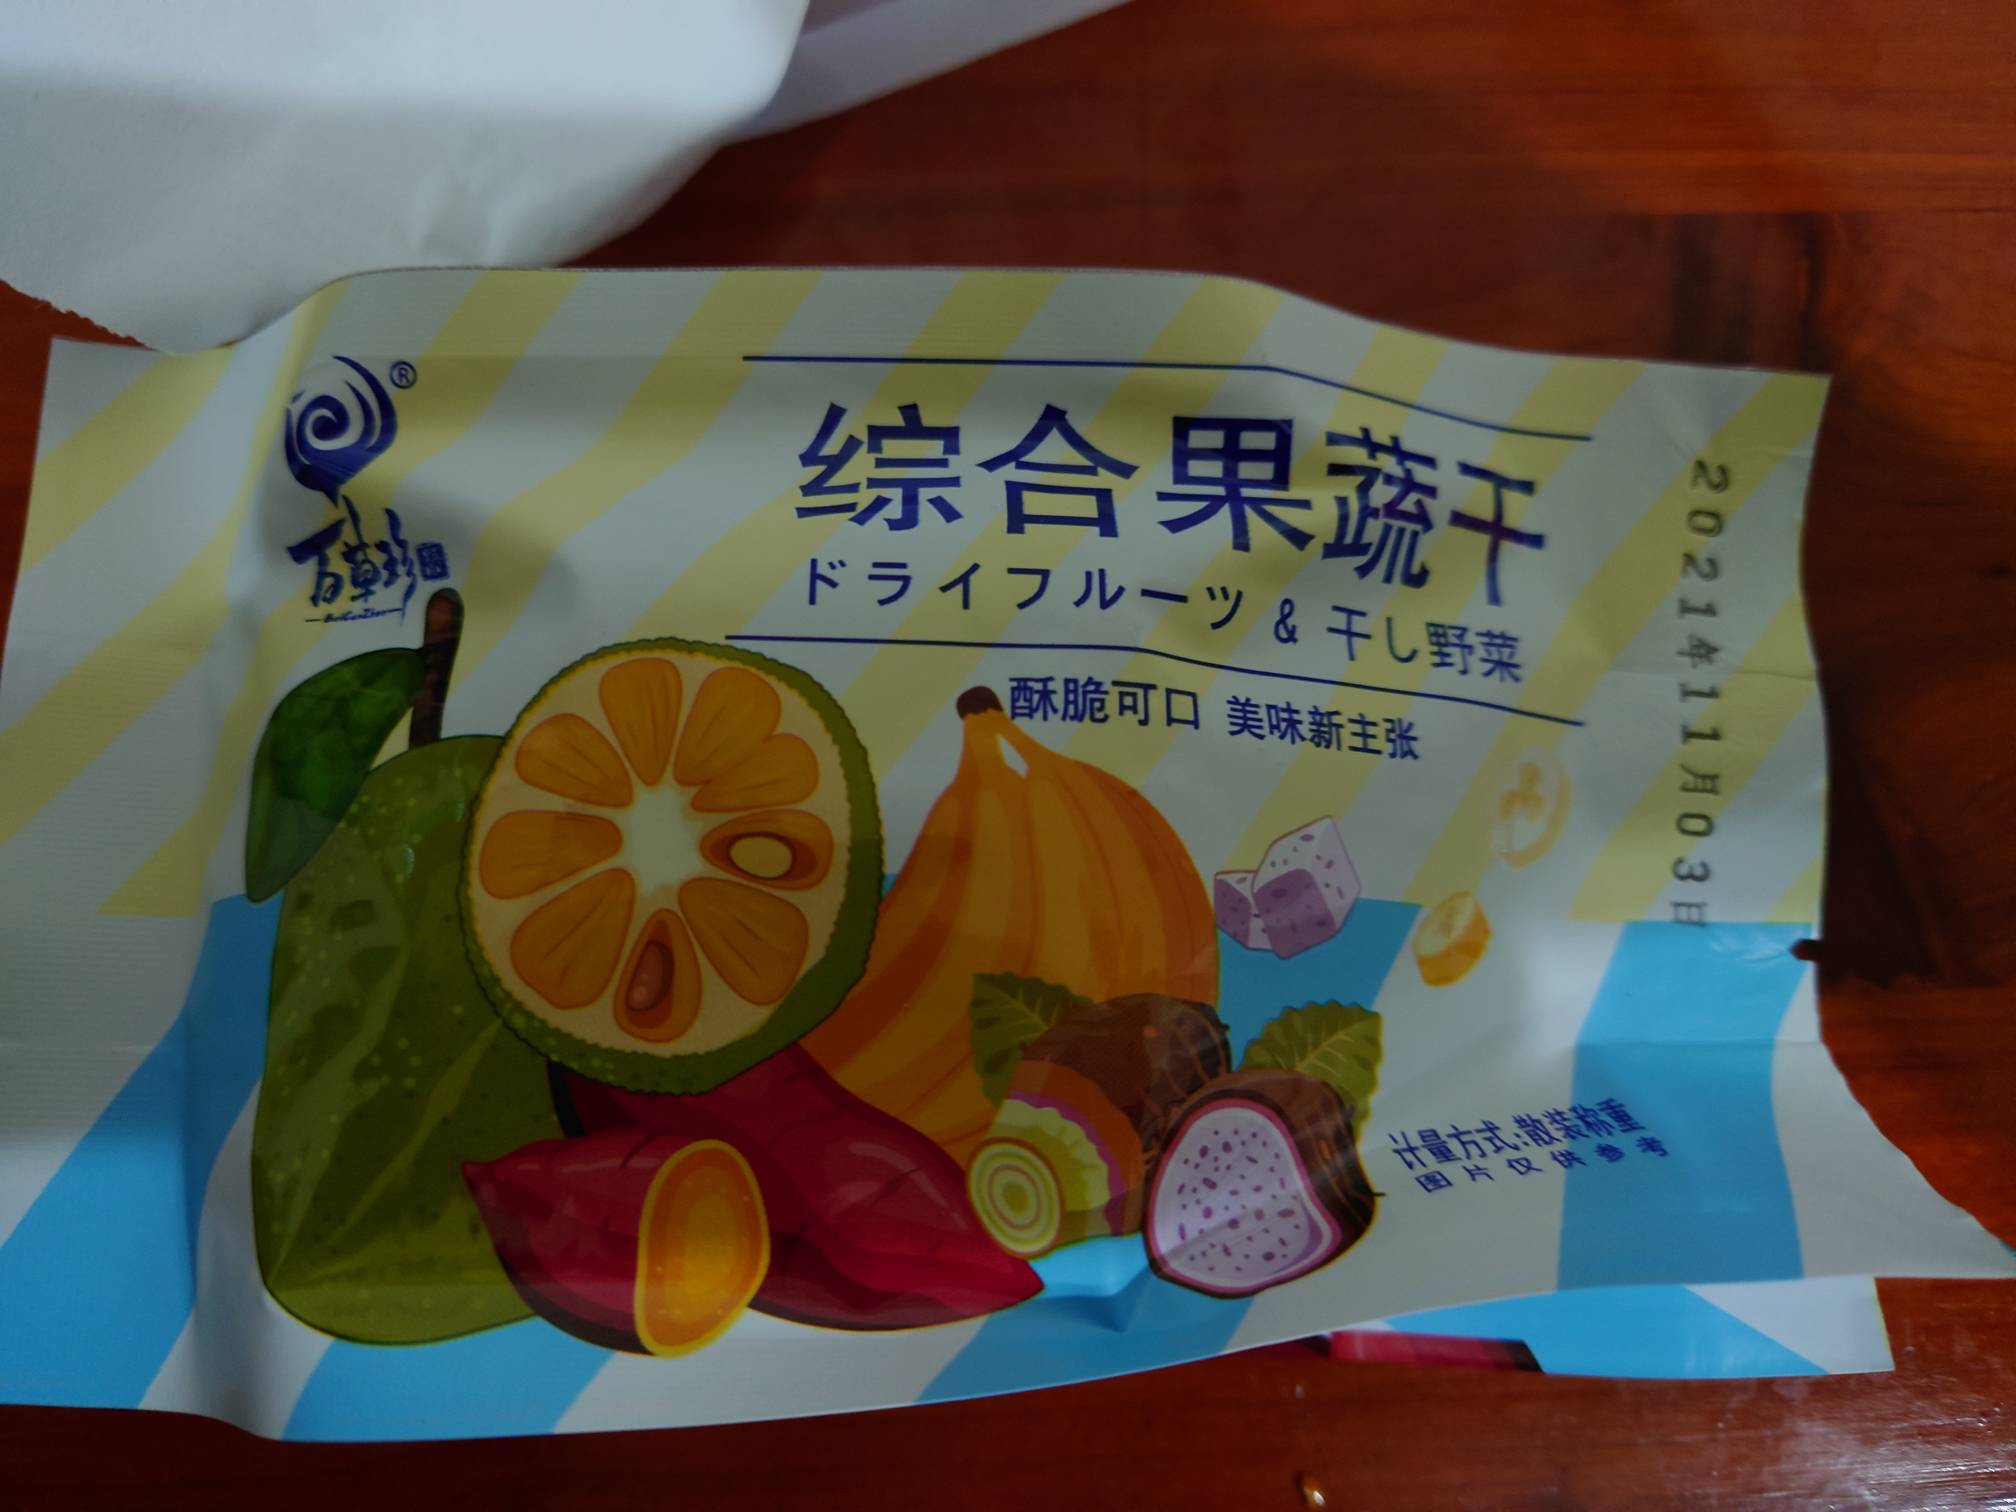 ®
百草珍
综合果蔬干
ドライフルーツ & 干し野菜
酥脆可口 美味新主张
2021年11月03日
计量方式:散装称重
图片仅供参考